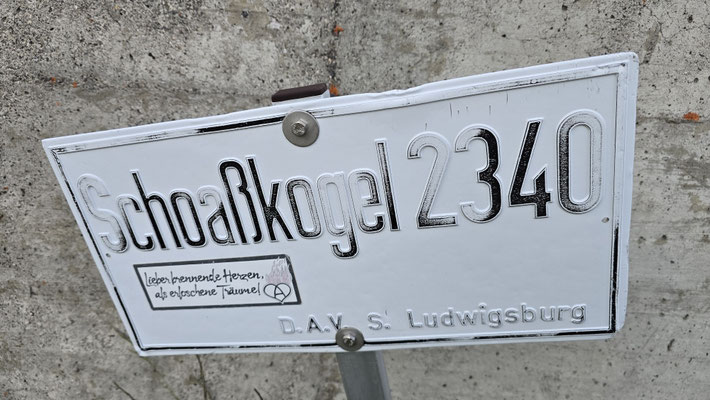 Schoaßkogel 2340
Lieber brennende Herzen,
als erloschene Träume!
D.A.V. S. Ludwigsburg